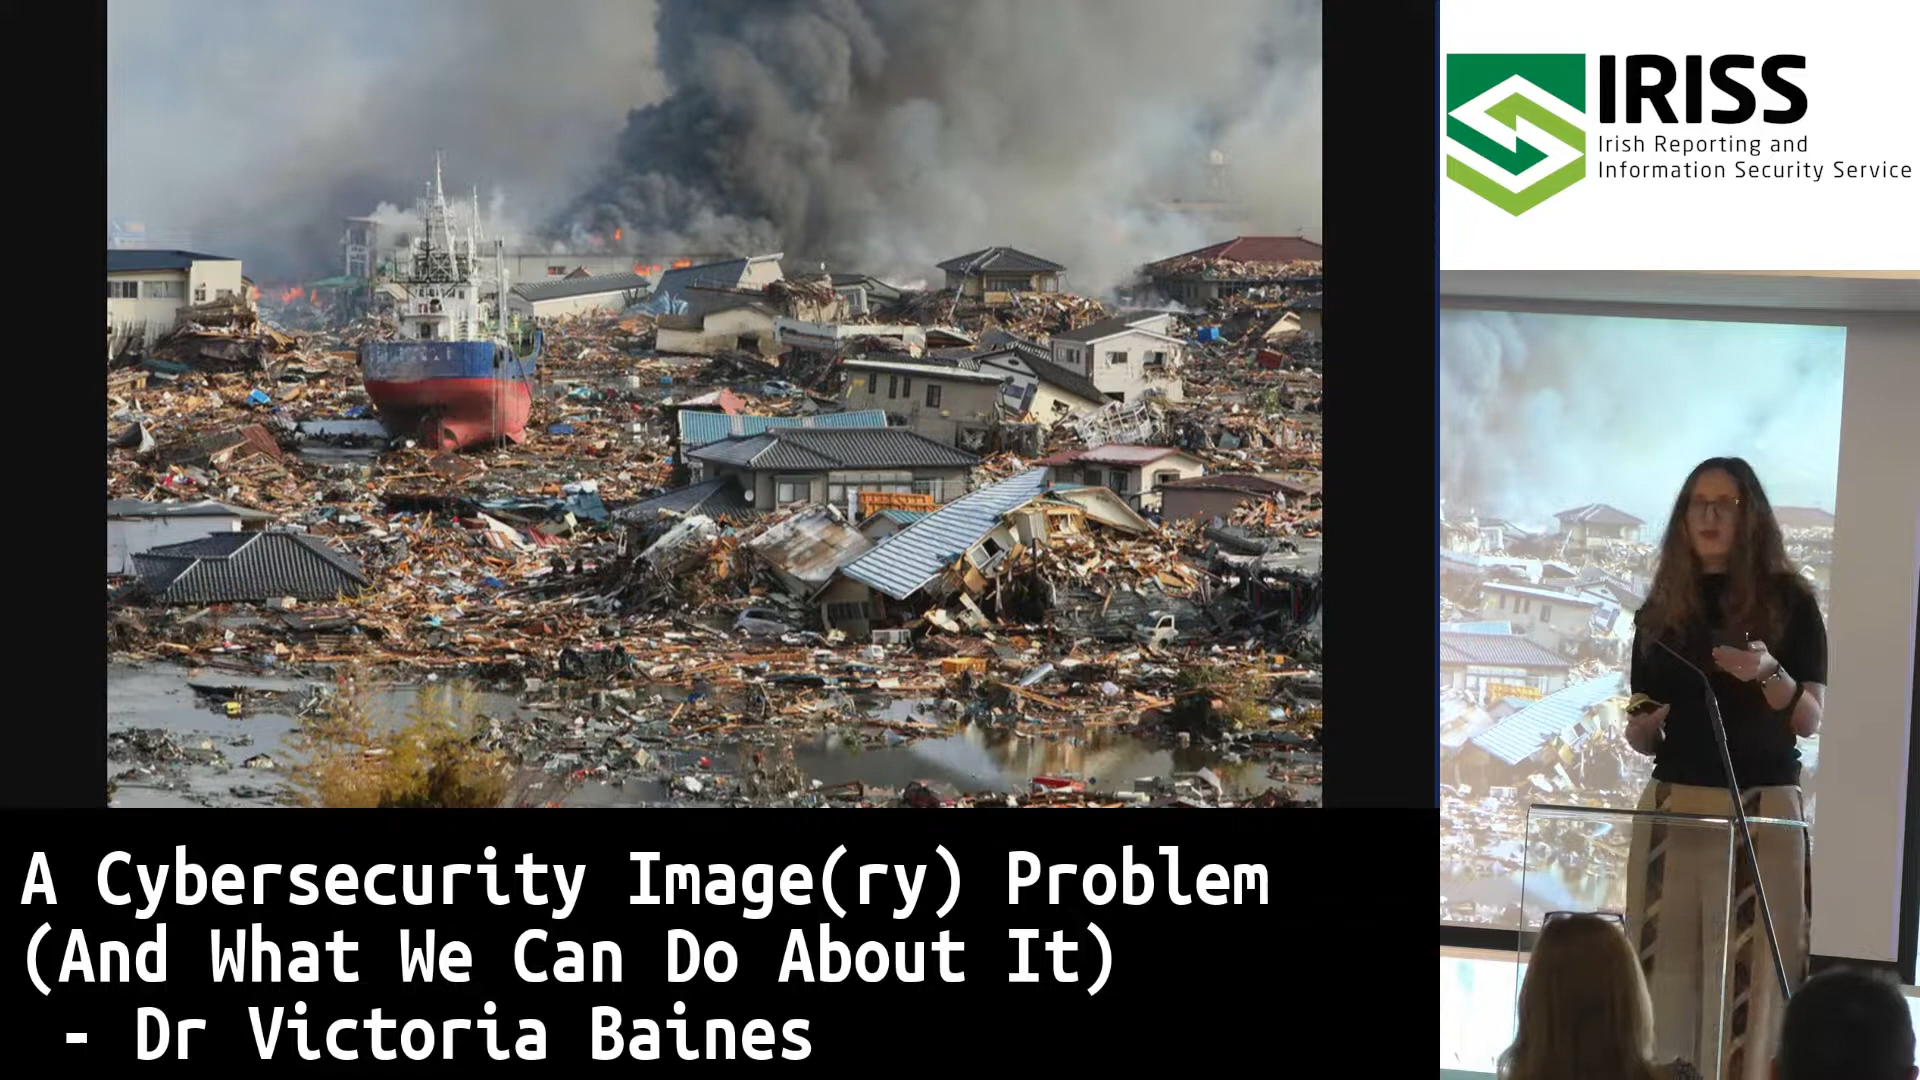 IRISS
Irish Reporting and
Information Security Service
A Cybersecurity Image(ry) Problem
(And What We Can Do About It)
- Dr Victoria Baines